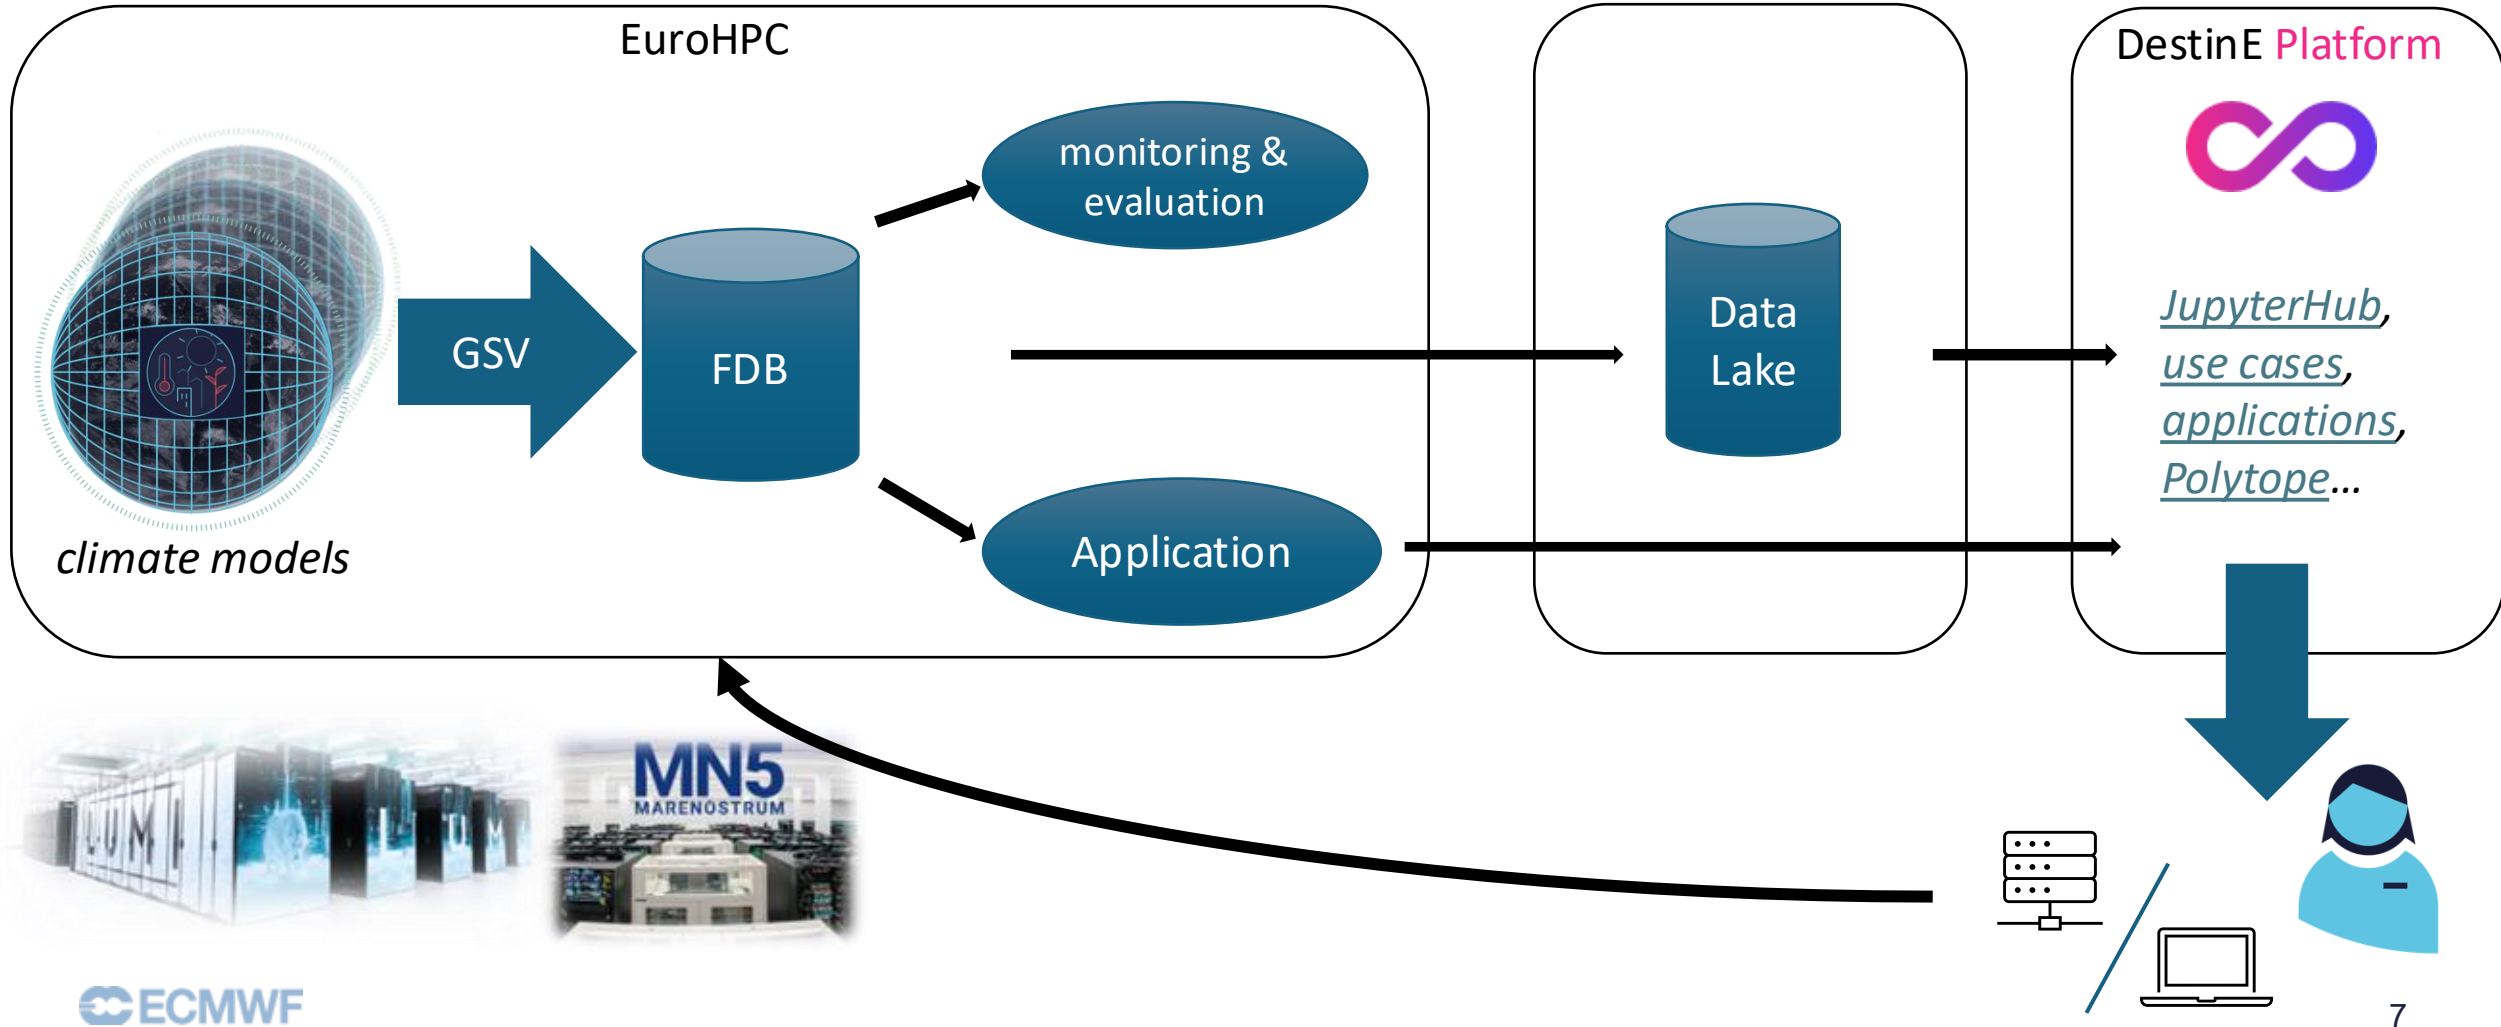 EuroHPC
DestinE Platform
monitoring &
evaluation
GSV
FDB
Data
Lake
JupyterHub,
use cases,
applications,
Polytope...
Application
climate models
LUMI
L U M
MN5
MARENOSTRUM
ECMWF
7